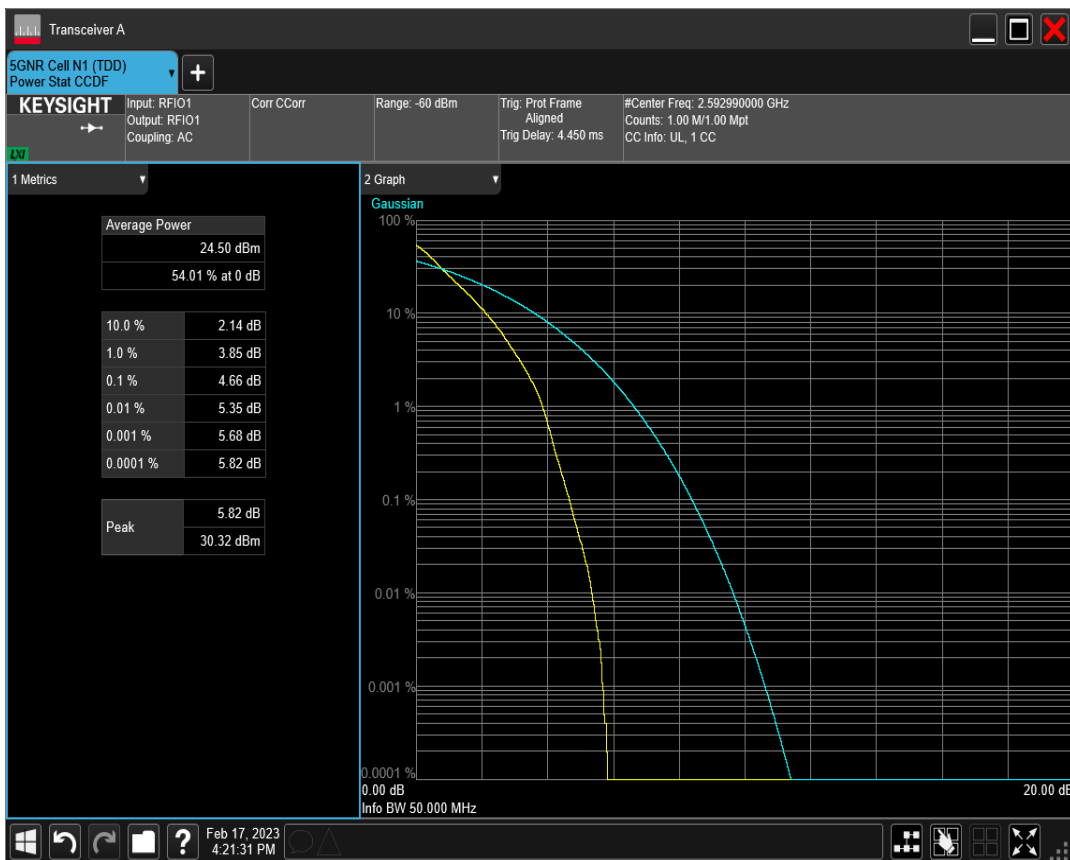 Transceiver A
5GNR Cell N1 (TDD)
Power Stat CCDF
KEYSIGHT
LXI
Input: RFIO1
Output: RFIO1
Coupling: AC
Corr CCorr
Range: -60 dBm
Trig: Prot Frame
Aligned
Trig Delay: 4.450 ms
#Center Freq: 2.592990000 GHz
Counts: 1.00 M/1.00 Mpt
CC Info: UL, 1 CC
1 Metrics
Average Power
24.50 dBm
54.01 % at 0 dB
10.0 % 2.14 dB
1.0 % 3.85 dB
0.1 % 4.66 dB
0.01 % 5.35 dB
0.001 % 5.68 dB
0.0001 % 5.82 dB
Peak 5.82 dB
30.32 dBm
2 Graph
Gaussian
100 %
10 %
1 %
0.1 %
0.01 %
0.001 %
0.0001 %
0.00 dB 20.00 dB
Info BW 50.000 MHz
Feb 17, 2023
4:21:31 PM